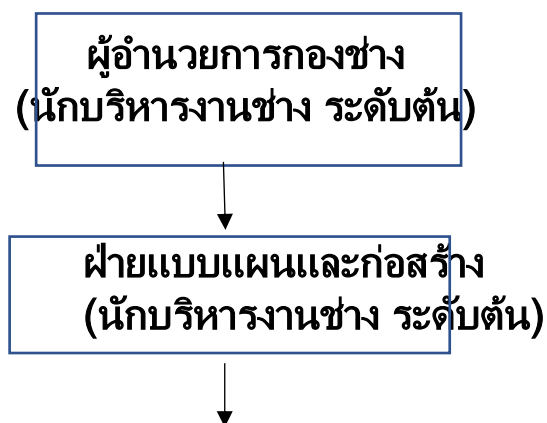 ผู้อำนวยการกองช่าง
(นักบริหารงานช่าง ระดับต้น)
ฝ่ายแบบแผนและก่อสร้าง
(นักบริหารงานช่าง ระดับต้น)